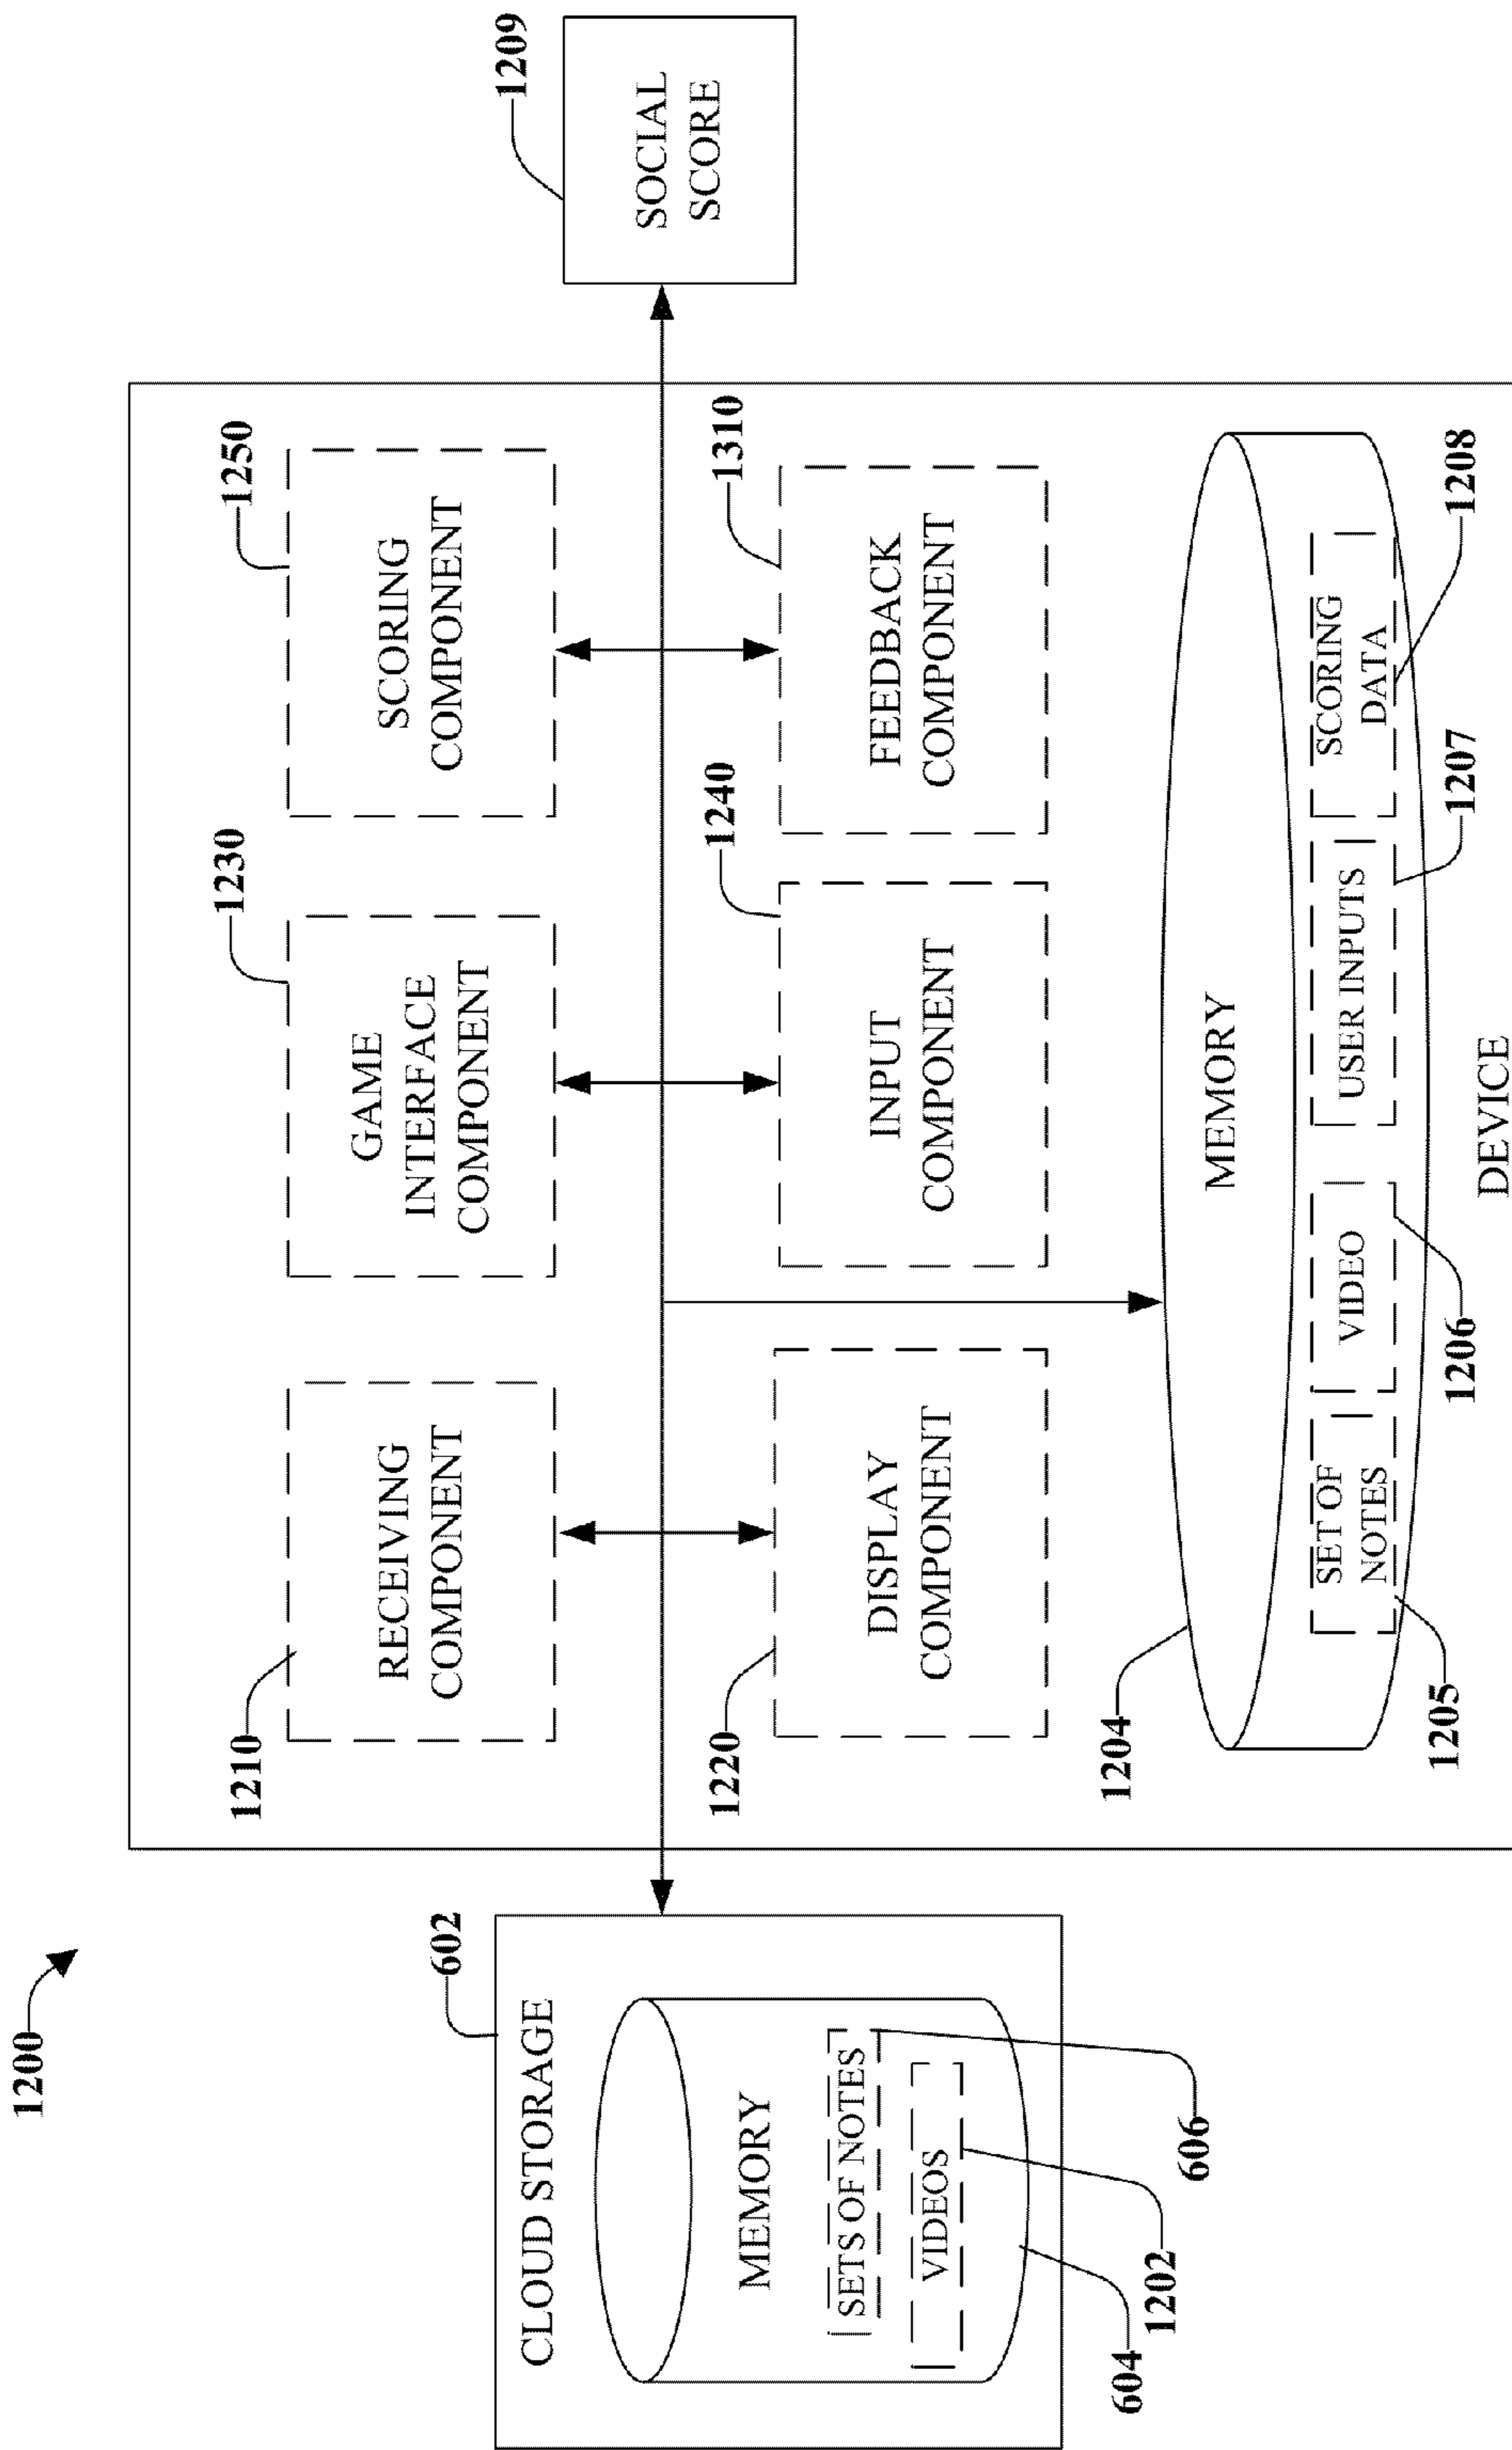 1200
602
CLOUD STORAGE
MEMORY
SETS OF NOTES
VIDEOS
604
1202
606
1210
RECEIVING
COMPONENT
1230
GAME
INTERFACE
COMPONENT
1250
SCORING
COMPONENT
1220
DISPLAY
COMPONENT
1240
INPUT
COMPONENT
1310
FEEDBACK
COMPONENT
1204
MEMORY
SET OF
NOTES
VIDEO
USER INPUTS
SCORING
DATA
1205
1206
1207
1208
DEVICE
1209
SOCIAL
SCORE